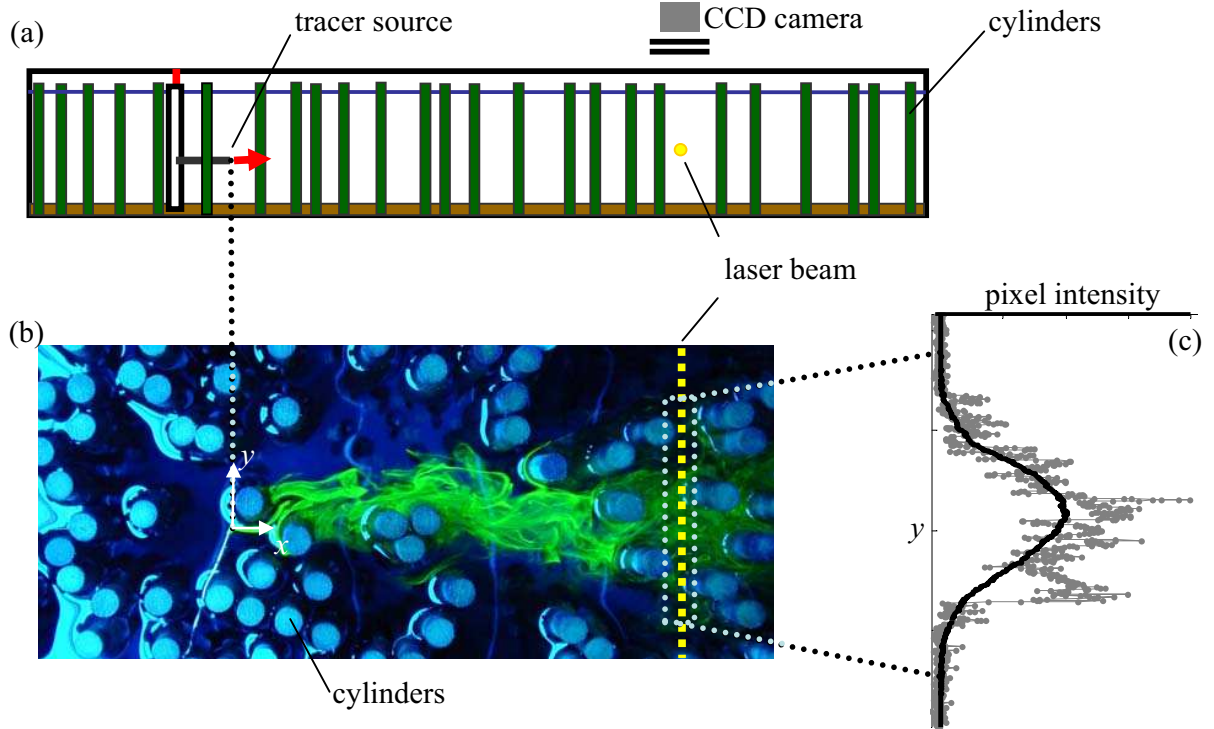 (a)
tracer source
CCD camera
cylinders
laser beam
pixel intensity
(b)
(c)
y
x
y
cylinders